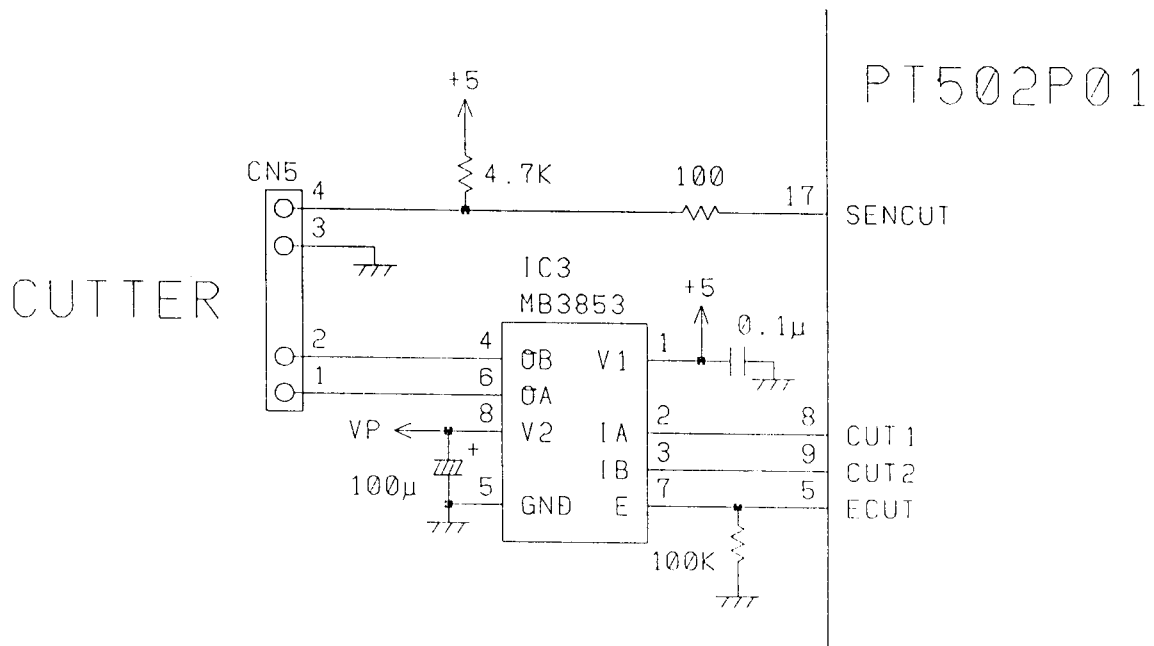 PT502P01
+5
CN5
4.7K
100
4
17
SENCUT
3
IC3
MB3853
+5
0.1µ
CUTTER
2
4
OB
V1
1
1
6
OA
VP
8
V2
IA
2
8
CUT1
+
IB
3
9
CUT2
100µ
5
GND
E
7
5
ECUT
100K